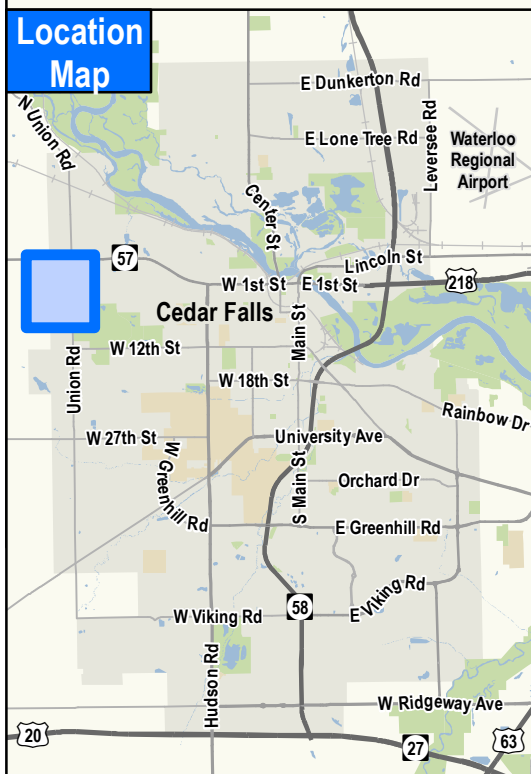 Location
Map
E Dunkerton Rd
N Union Rd
E Lone Tree Rd
Leversee Rd
Waterloo
Regional
Airport
Center St
57
Lincoln St
W 1st St
E 1st St
218
Cedar Falls
Main St
W 12th St
Union Rd
W 18th St
Rainbow Dr
W 27th St
University Ave
W Greenhill Rd
S Main St
Orchard Dr
E Greenhill Rd
58
E Viking Rd
W Viking Rd
Hudson Rd
W Ridgeway Ave
20
27
63